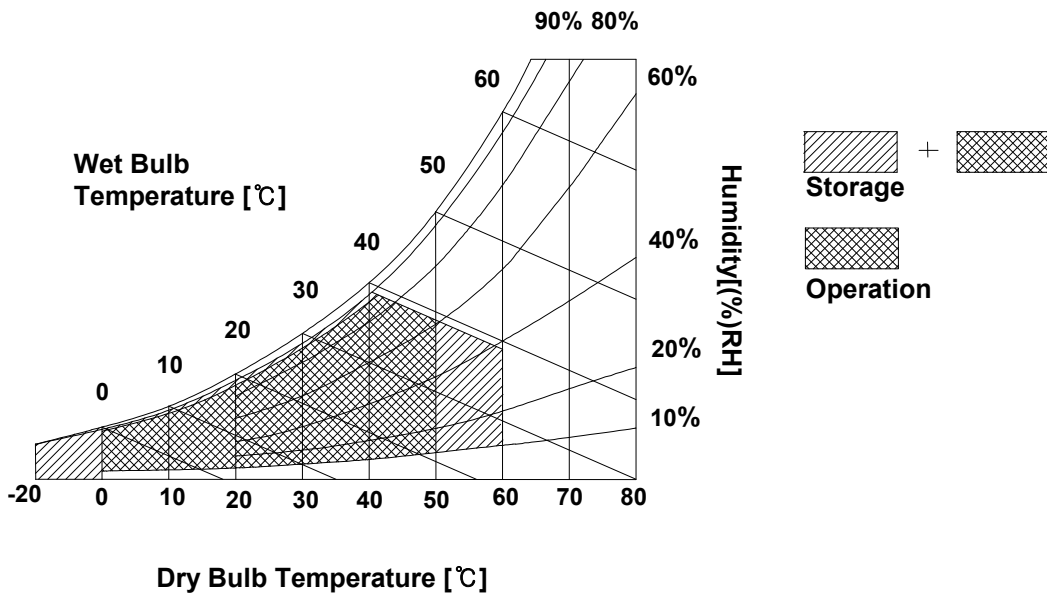 90% 80%
60
60%
50
Wet Bulb
Temperature [℃]
Storage
+
40
40%
Humidity[(%)RH]
30
Operation
20
20%
10
10%
0
-20 0 10 20 30 40 50 60 70 80
Dry Bulb Temperature [℃]